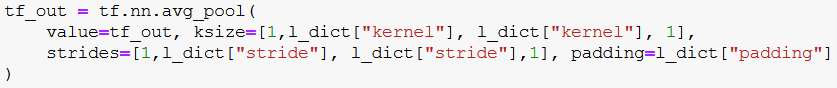 tf_out = tf.nn.avg_pool(
    value=tf_out, ksize=[1,l_dict["kernel"], l_dict["kernel"], 1],
    strides=[1,l_dict["stride"], l_dict["stride"],1], padding=l_dict["padding"]
)